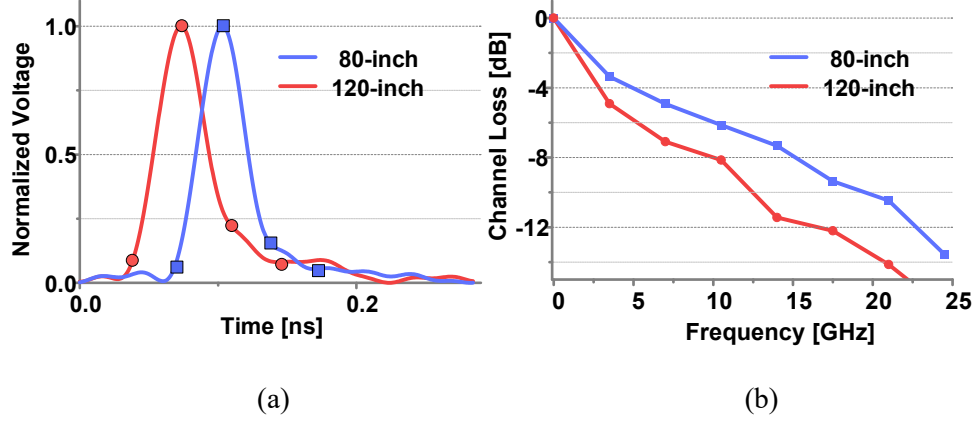 Normalized Voltage
1.0
0.5
0.0
80-inch
120-inch
0.0
0.2
Time [ns]
(a)
Channel Loss [dB]
0
-4
-8
-12
80-inch
120-inch
0
5
10
15
20
25
Frequency [GHz]
(b)